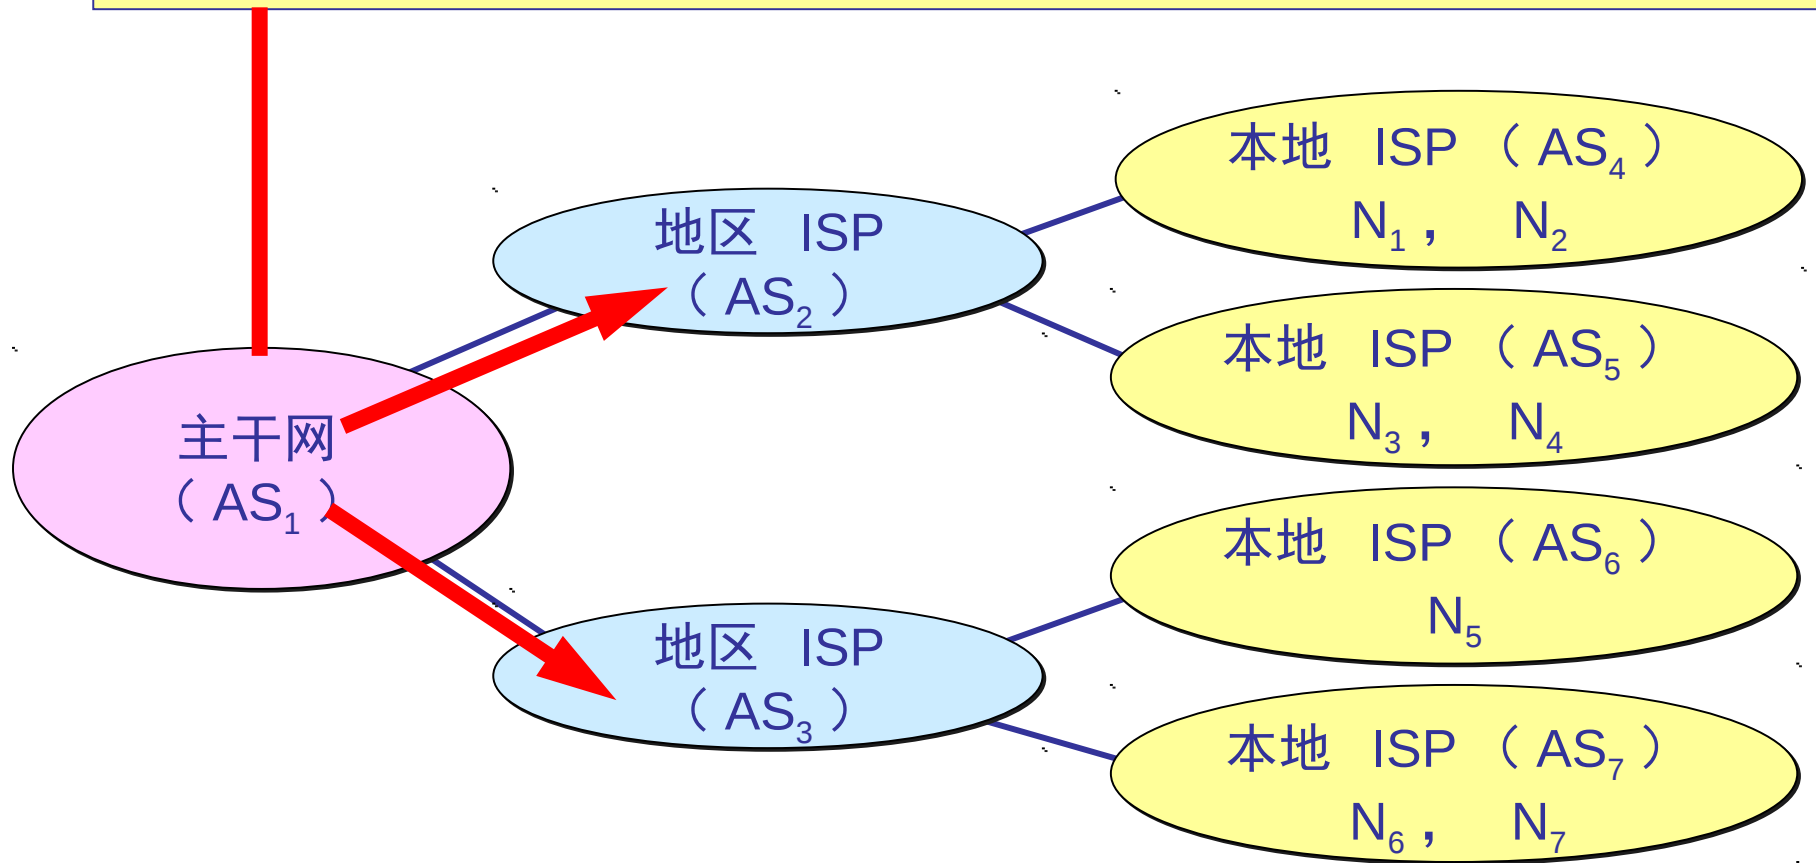 本地 ISP（AS4）
N1， N2
地区 ISP
（AS2）
本地 ISP（AS5）
N3， N4
主干网
（AS1）
本地 ISP（AS6）
N5
地区 ISP
（AS3）
本地 ISP（AS7）
N6， N7